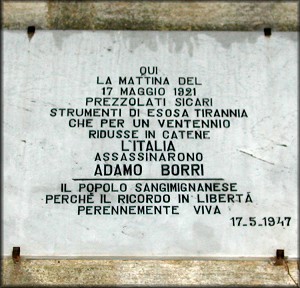 QUI
LA MATTINA DEL
17 MAGGIO 1921
PREZZOLATI SICARI
STRUMENTI DI ESOSA TIRANNIA
CHE PER UN VENTENNIO
RIDUSSE IN CATENE
L'ITALIA
ASSASSINARONO
ADAMO BORRI
IL POPOLO SANGIMIGNANESE
PERCHÉ IL RICORDO IN LIBERTÀ
PERENNEMENTE VIVA
17-5-1947